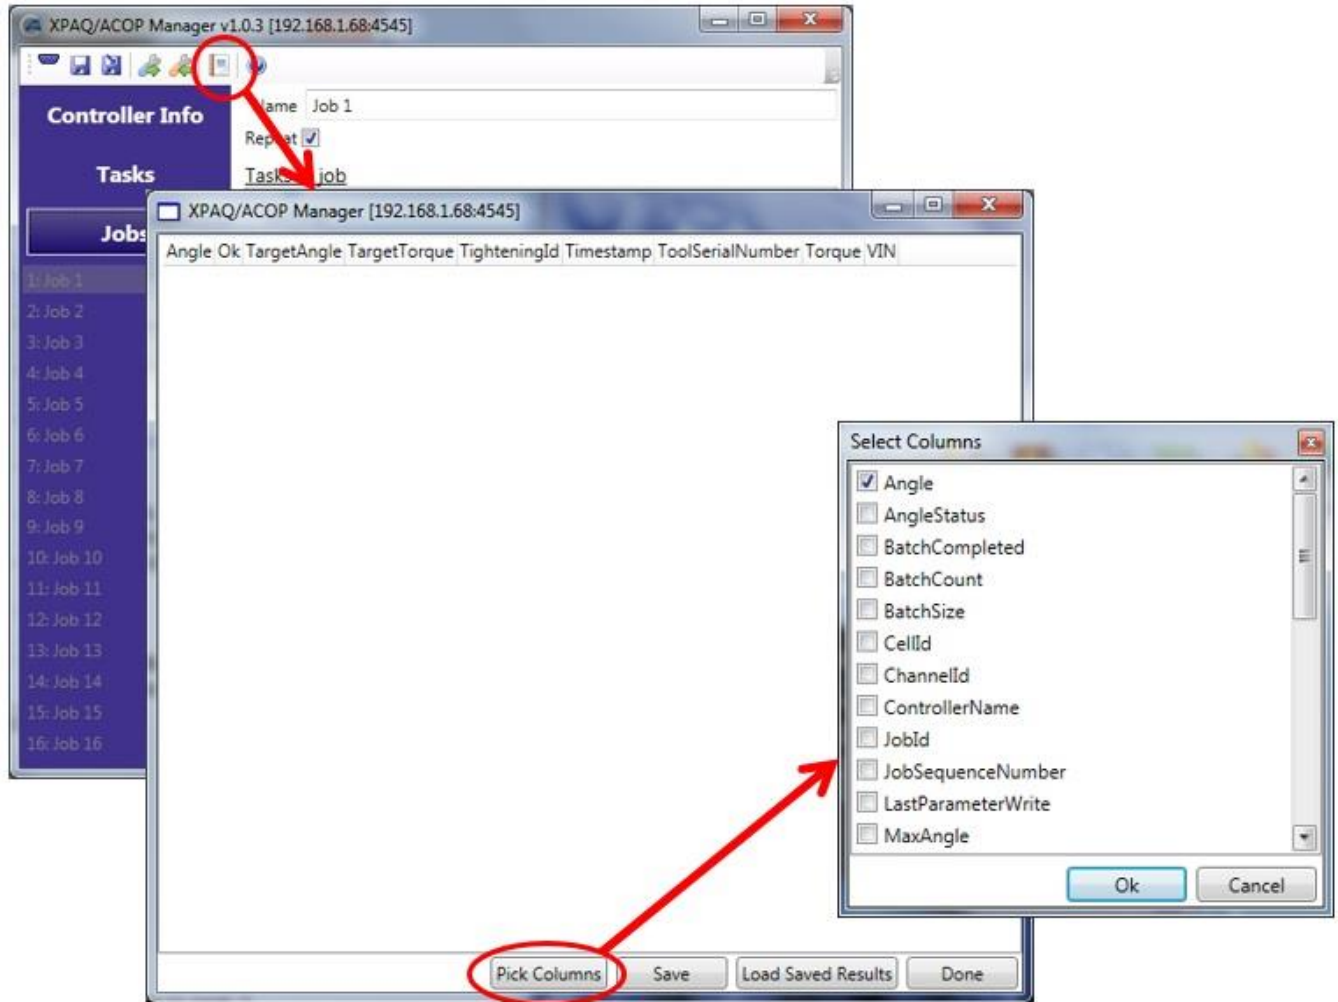 XPAQ/ACOP Manager v1.0.3 [192.168.1.68:4545]
Controller Info
Name Job 1
Repeat
Tasks
Tasks job
Jobs
1: Job 1
2: Job 2
3: Job 3
4: Job 4
5: Job 5
6: Job 6
7: Job 7
8: Job 8
9: Job 9
10: Job 10
11: Job 11
12: Job 12
13: Job 13
14: Job 14
15: Job 15
16: Job 16
XPAQ/ACOP Manager [192.168.1.68:4545]
Angle Ok TargetAngle TargetTorque TighteningId Timestamp ToolSerialNumber Torque VIN
Pick Columns Save Load Saved Results Done
Select Columns
Angle
AngleStatus
BatchCompleted
BatchCount
BatchSize
CellId
ChannelId
ControllerName
JobId
JobSequenceNumber
LastParameterWrite
MaxAngle
Ok Cancel